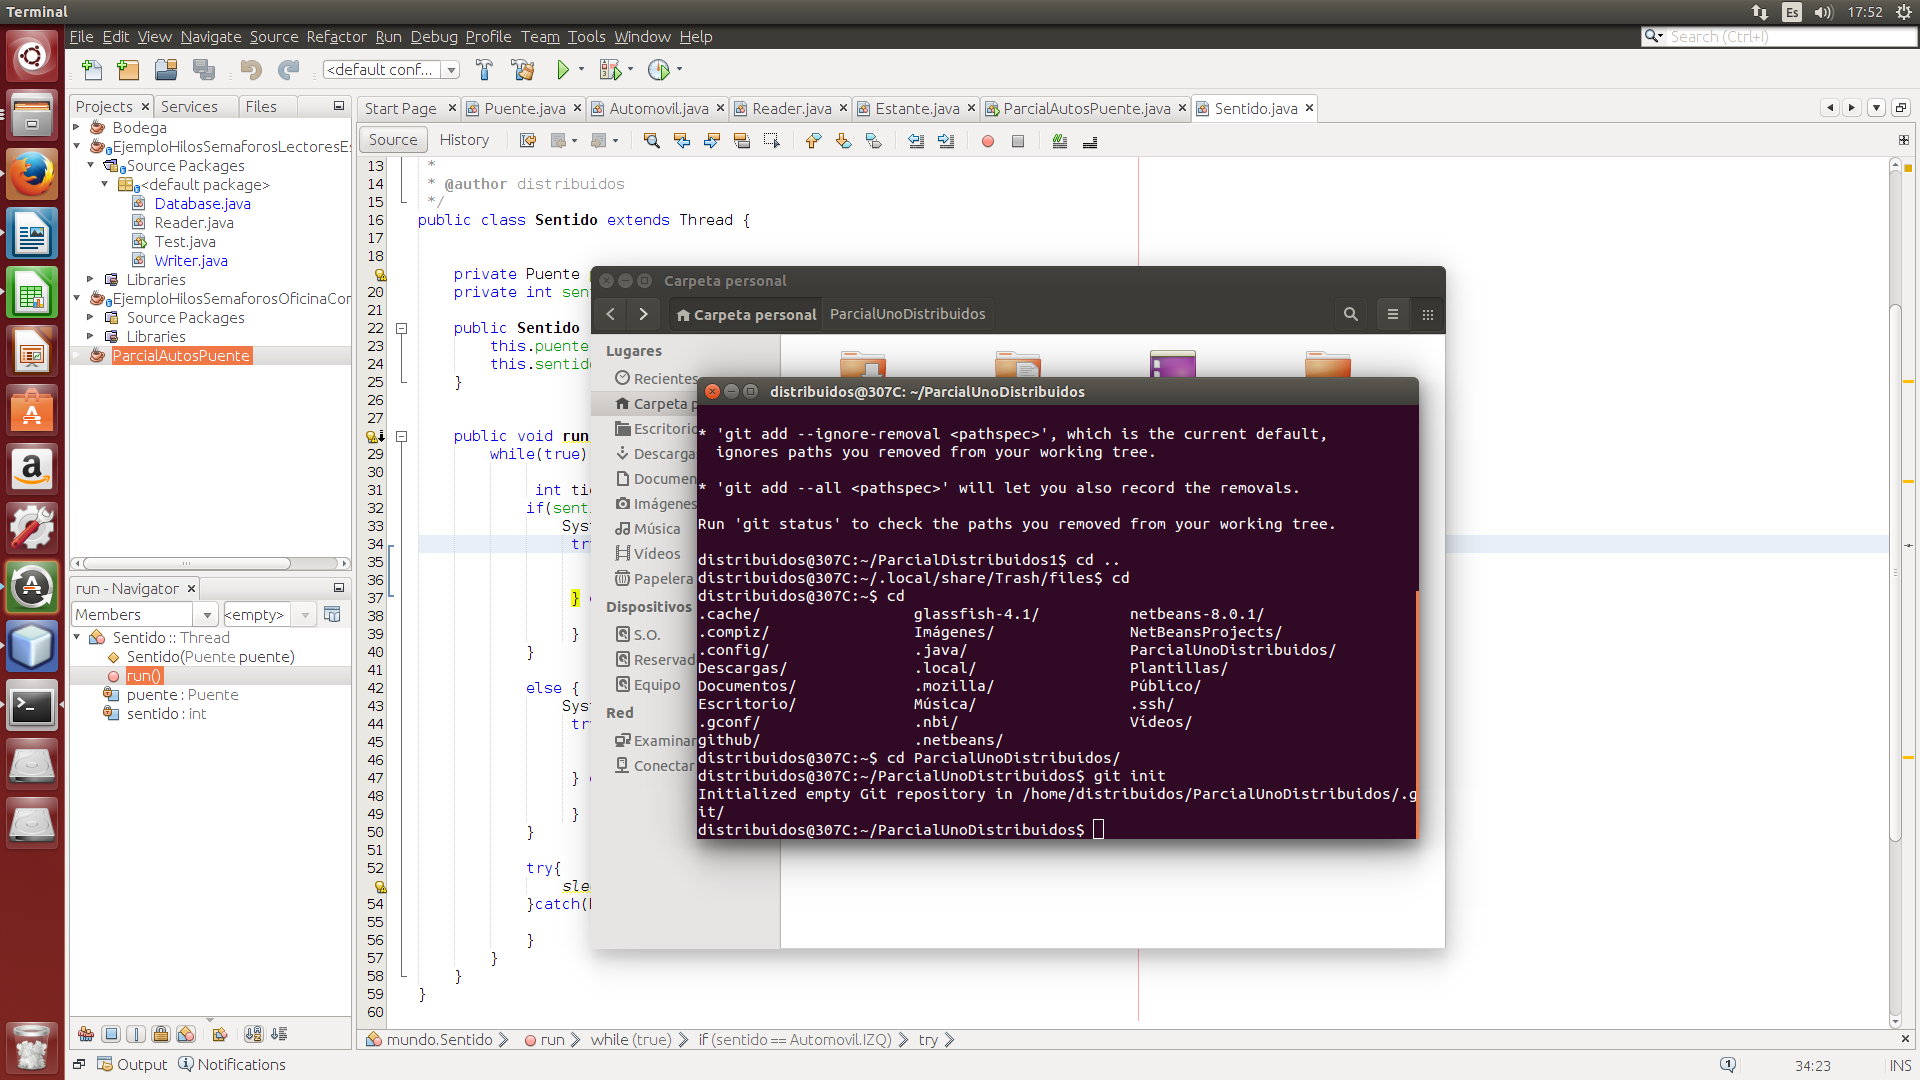 Terminal
Es
17:52
File Edit View Navigate Source Refactor Run Debug Profile Team Tools Window Help
Search (Ctrl+I)
<default conf...
Projects Services Files
Start Page Puente.java Automovil.java Reader.java Estante.java ParcialAutosPuente.java Sentido.java
Source History
Bodega
EjemploHilosSemaforosLectoresEs
Source Packages
<default package>
Database.java
Reader.java
Test.java
Writer.java
Libraries
EjemploHilosSemaforosOficinaCor
Source Packages
Libraries
ParcialAutosPuente
run - Navigator
Members <empty>
Sentido :: Thread
Sentido(Puente puente)
run()
puente : Puente
sentido : int
13 *
14 * @author distribuidos
15 */
16 public class Sentido extends Thread {
17
18
private Puente
20 private int sen
21
22 public Sentido
23 this.puente
24 this.sentido
25 }
26
27
public void run
29 while(true)
30
31 int tie
32 if(sent
33 Syst
34 tr
35
36
37 }
38
39 }
40 }
41
42 else {
43 Syst
44 tr
45
46
47 }
48
49 }
50 }
51
52 try{
sle
54 }catch(
55
56 }
57 }
58 }
59 }
60
Carpeta personal
Carpeta personal ParcialUnoDistribuidos
Lugares
Recientes
Carpeta p
Escritorio
Descarga
Documen
Imágenes
Música
Vídeos
Papelera
Dispositivos
S.O.
Reservad
Equipo
Red
Examinar
Conectar
distribuidos@307C: ~/ParcialUnoDistribuidos
* 'git add --ignore-removal <pathspec>', which is the current default,
ignores paths you removed from your working tree.
* 'git add --all <pathspec>' will let you also record the removals.
Run 'git status' to check the paths you removed from your working tree.
distribuidos@307C:~/ParcialDistribuidos1$ cd ..
distribuidos@307C:~/.local/share/Trash/files$ cd
distribuidos@307C:~$ cd
.cache/ glassfish-4.1/ netbeans-8.0.1/
.compiz/ Imágenes/ NetBeansProjects/
.config/ .java/ ParcialUnoDistribuidos/
Descargas/ .local/ Plantillas/
Documentos/ .mozilla/ Público/
Escritorio/ Música/ .ssh/
.gconf/ .nbi/ Vídeos/
github/ .netbeans/
distribuidos@307C:~$ cd ParcialUnoDistribuidos/
distribuidos@307C:~/ParcialUnoDistribuidos$ git init
Initialized empty Git repository in /home/distribuidos/ParcialUnoDistribuidos/.g
it/
distribuidos@307C:~/ParcialUnoDistribuidos$
mundo.Sentido run while (true) if (sentido == Automovil.IZQ) try
Output Notifications
34:23 INS